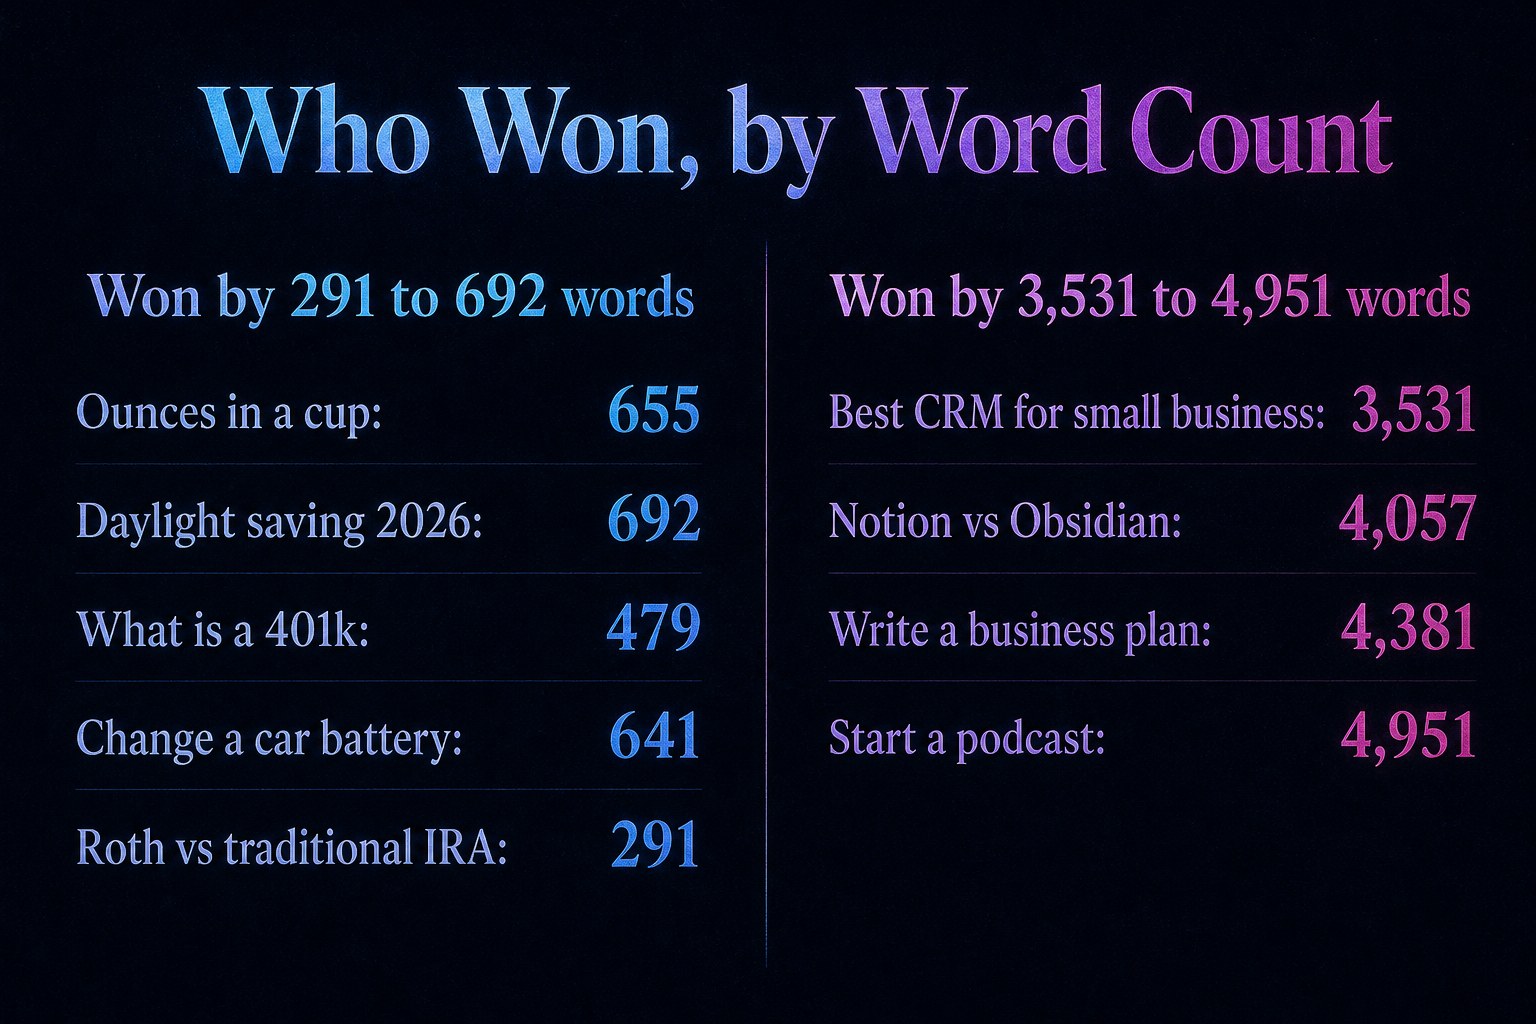 Who Won, by Word Count
Won by 291 to 692 words
Ounces in a cup: 655
Daylight saving 2026: 692
What is a 401k: 479
Change a car battery: 641
Roth vs traditional IRA: 291
Won by 3,531 to 4,951 words
Best CRM for small business: 3,531
Notion vs Obsidian: 4,057
Write a business plan: 4,381
Start a podcast: 4,951